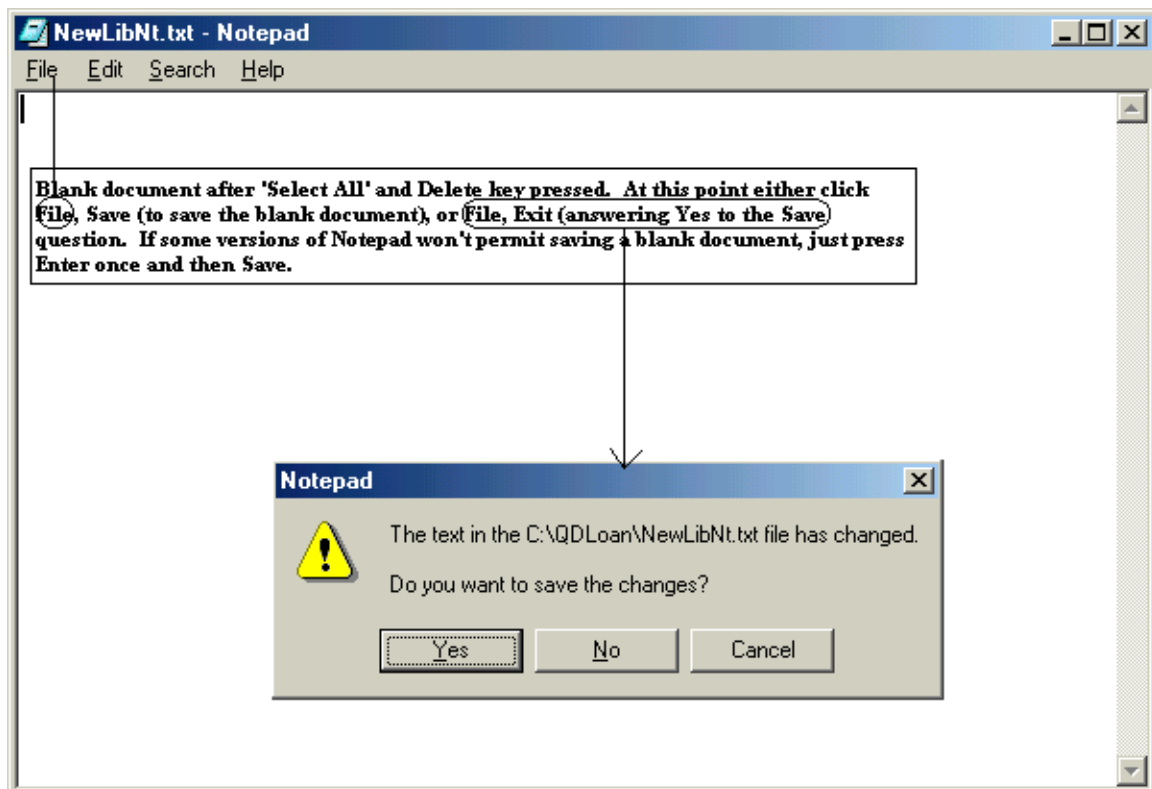 NewLibNt.txt - Notepad
File Edit Search Help
Blank document after 'Select All' and Delete key pressed. At this point either click
File, Save (to save the blank document), or File, Exit (answering Yes to the Save
question. If some versions of Notepad won't permit saving a blank document, just press
Enter once and then Save.
Notepad
The text in the C:\QDLoan\NewLibNt.txt file has changed.
Do you want to save the changes?
Yes No Cancel